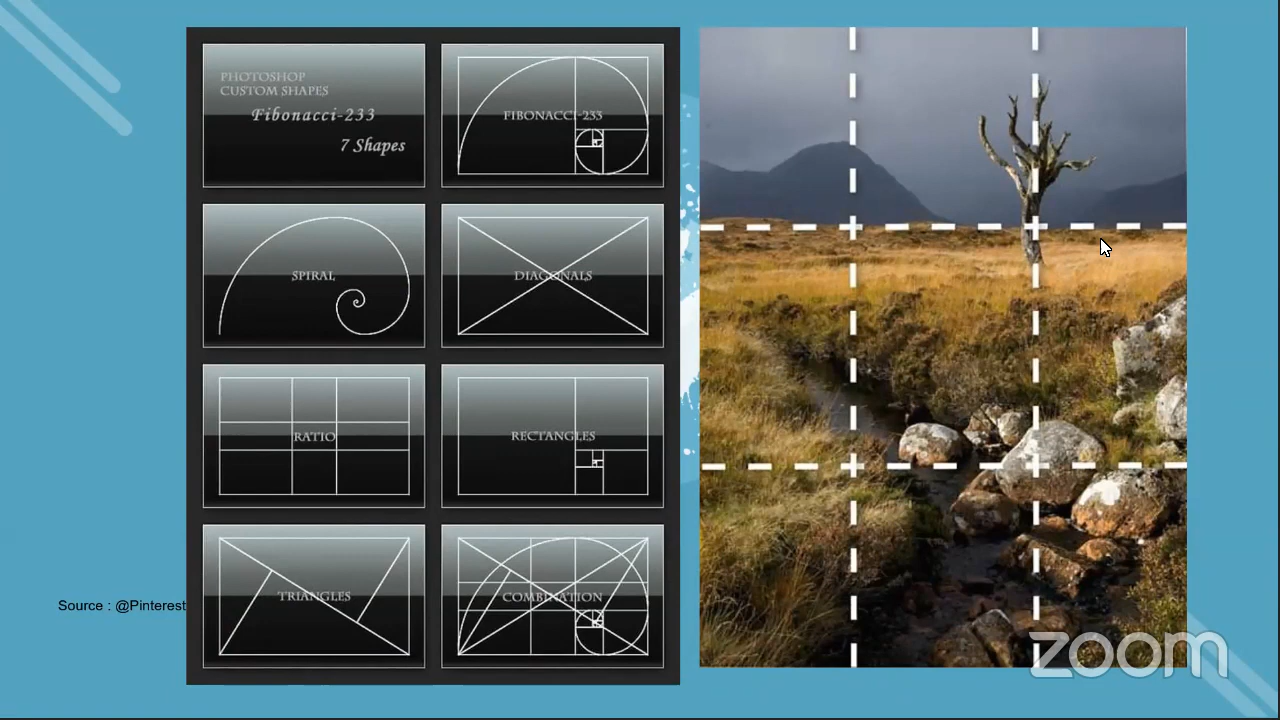 PHOTOSHOP
CUSTOM SHAPES
Fibonacci-233
7 Shapes
FIBONACCI-233
SPIRAL
DIAGONALS
RATIO
RECTANGLES
TRIANGLES
COMBINATION
Source : @Pinterest
zoom